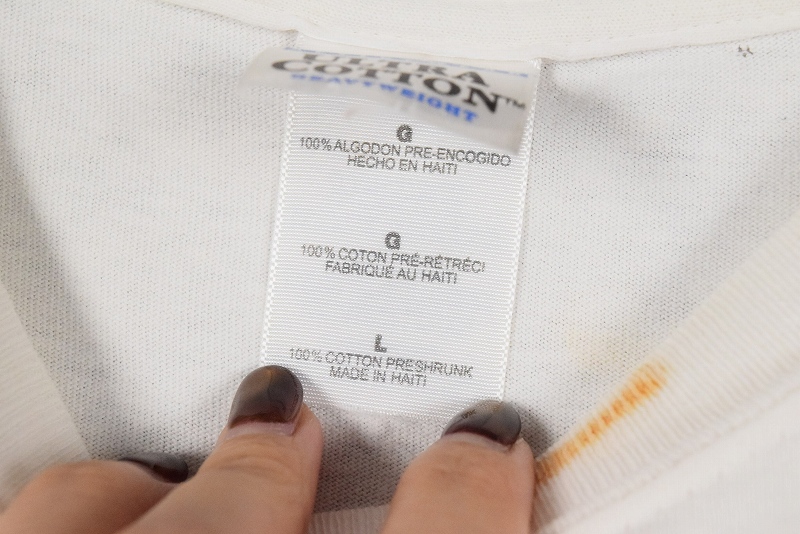 ULTRA
COTTON™
HEAVYWEIGHT
G
100% ALGODON PRE-ENCOGIDO
HECHO EN HAITI
G
100% COTON PRÉ-RÉTRÉCI
FABRIQUÉ AU HAITI
L
100% COTTON PRESHRUNK
MADE IN HAITI